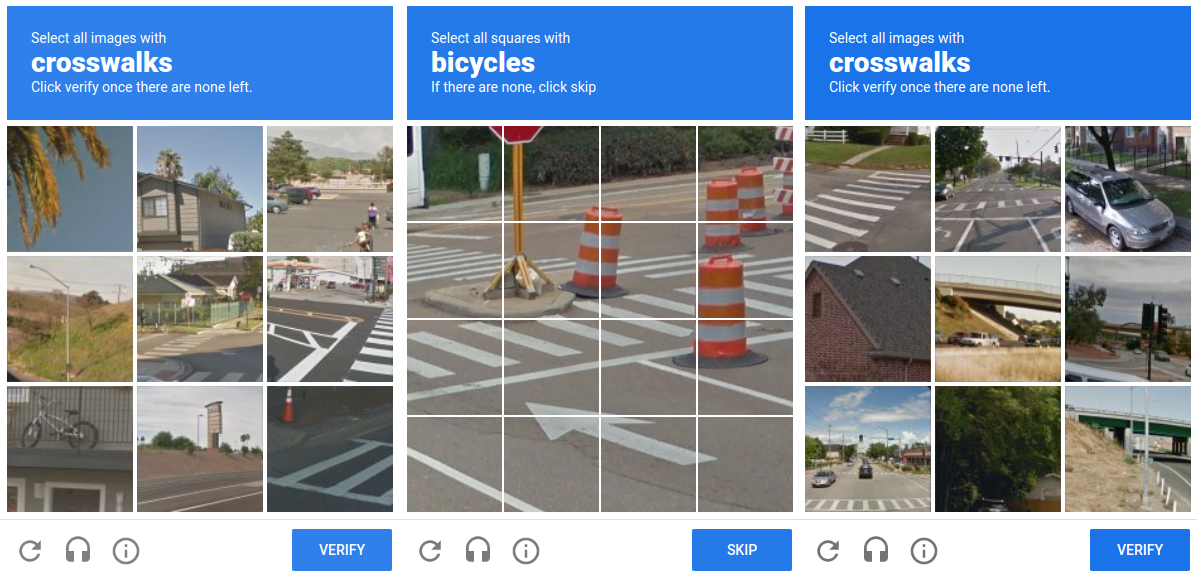 Select all images with
crosswalks
Click verify once there are none left.
VERIFY
Select all squares with
bicycles
If there are none, click skip
SKIP
Select all images with
crosswalks
Click verify once there are none left.
VERIFY